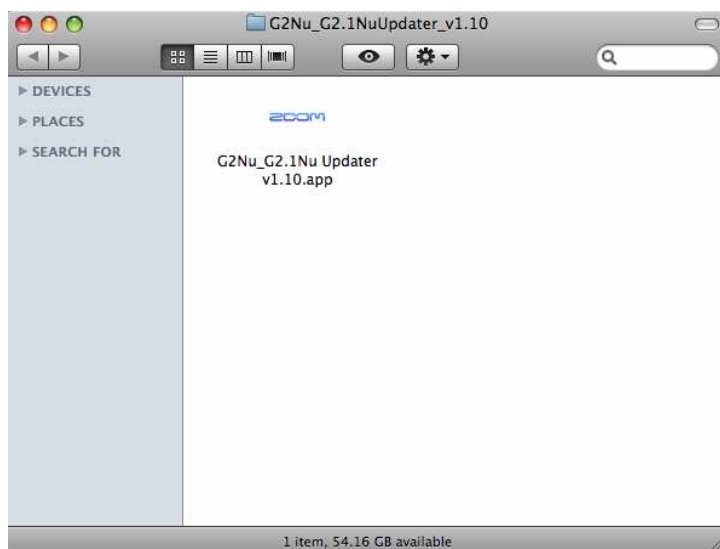 G2Nu_G2.1NuUpdater_v1.10
DEVICES
PLACES
SEARCH FOR
ZOOM
G2Nu_G2.1Nu Updater
v1.10.app
1 item, 54.16 GB available